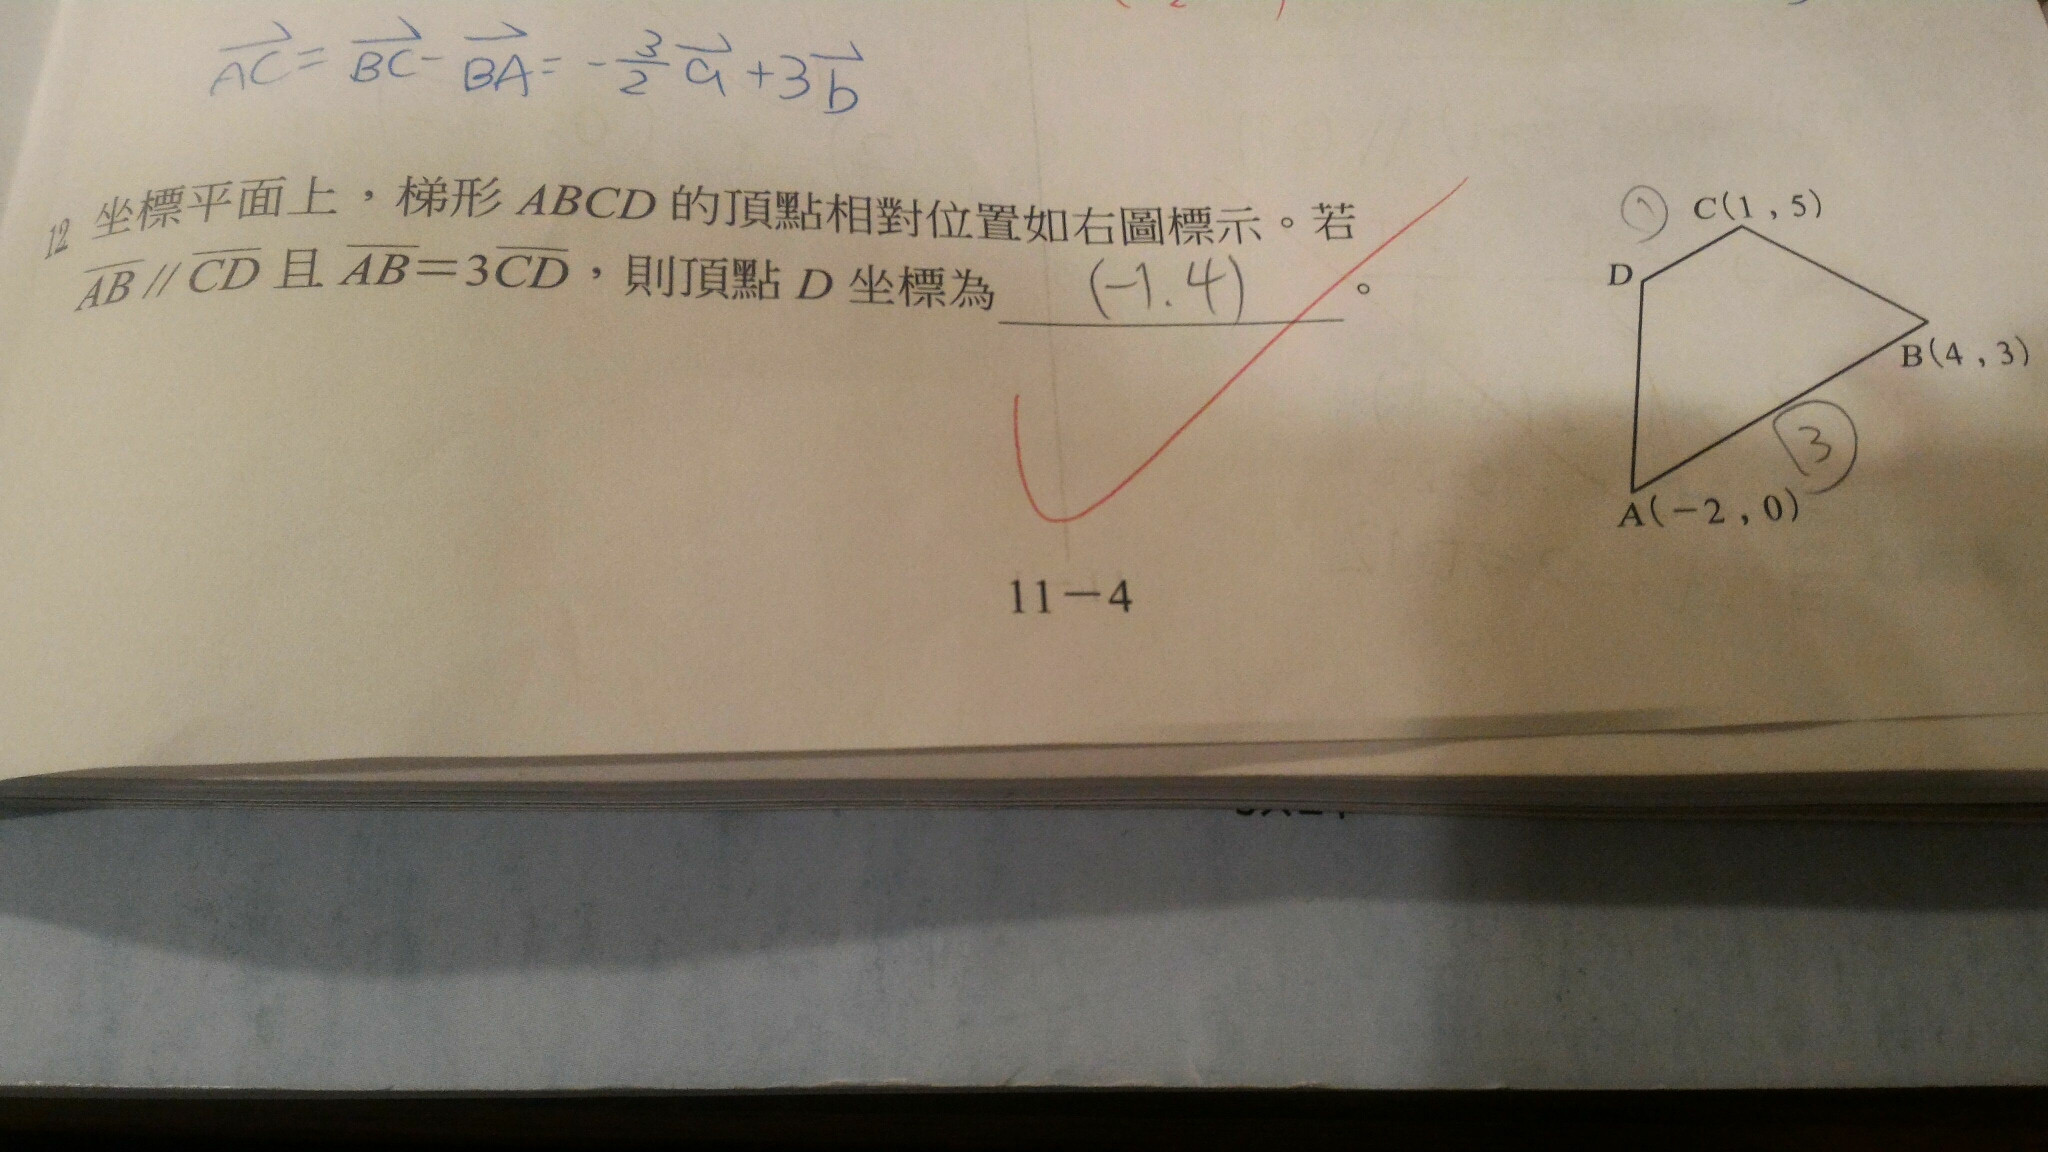 AC = BC - BA = -3/2 a + 3b
12 坐標平面上，梯形 ABCD 的頂點相對位置如右圖標示。若
AB // CD 且 AB=3CD，則頂點 D 坐標為 (-1.4) 。
① C(1, 5)
D
B(4, 3)
3
A(-2, 0)
11-4